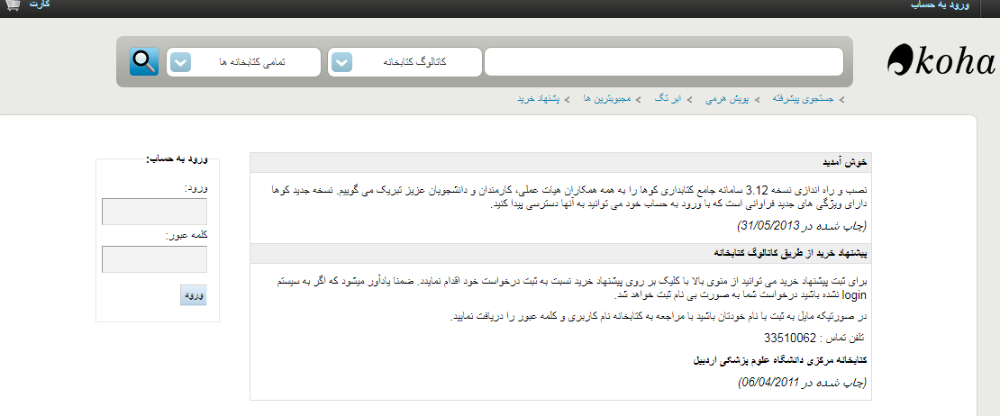 ورود به حساب
کارت
koha
کاتالوگ کتابخانه
تمامی کتابخانه ها
جستجوی پیشرفته
پویش هرمی
ابر تگ
مجبوبترین ها
پشنهاد خرید
خوش آمدید
نصب و راه اندازی نسخه 3.12 سامانه جامع کتابداری کوها را به همه همکاران هیات عملی، کارمندان و دانشجویان عزیز تبریک می گوییم. نسخه جدید کوها
دارای ویژگی های جدید فراوانی است که با ورود به حساب خود می توانید به آنها دسترسی پیدا کنید.
(چاپ شده در 31/05/2013)
پیشنهاد خرید از طریق کاتالوگ کتابخانه
برای ثبت پیشنهاد خرید می توانید از منوی بالا با کلیک بر روی پیشنهاد خرید نسبت به ثبت درخواست خود اقدام نمایدد. ضمنا یادآور میشود که اگر به سیستم
login نشده باشید درخواست شما به صورت بی نام ثبت خواهد شد.
در صورتیکه مایل به ثبت با نام خودتان باشید با مراجعه به کتابخانه نام کاربری و کلمه عبور را دریافت نمایید.
تلفن تماس : 33510062
کتابخانه مرکزی دانشگاه علوم پزشکی اردبیل
(چاپ شده در 06/04/2011)
ورود به حساب:
ورود:
کلمه عبور:
ورود